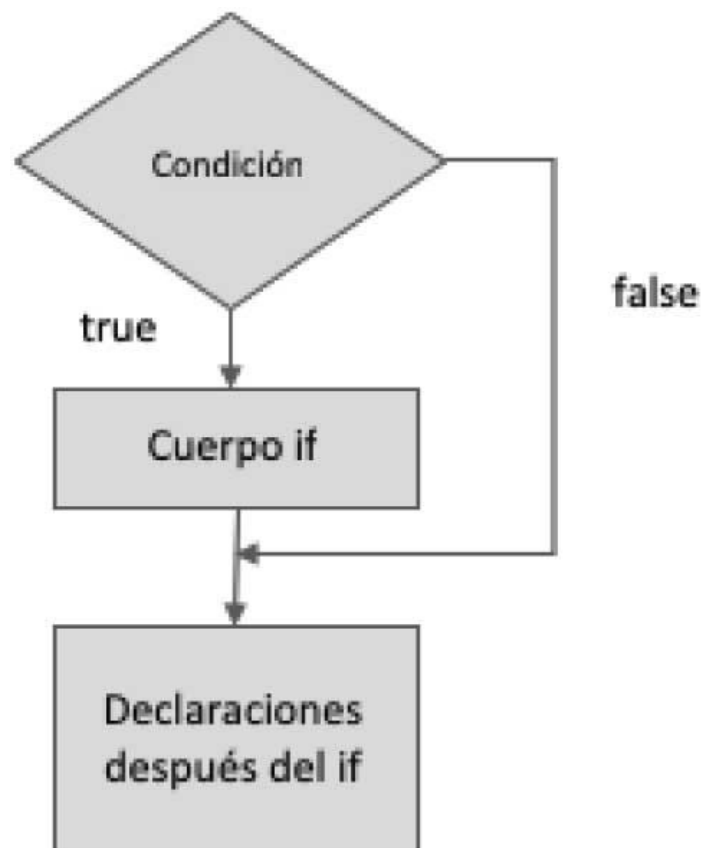 Condición
false
true
Cuerpo if
Declaraciones
después del if